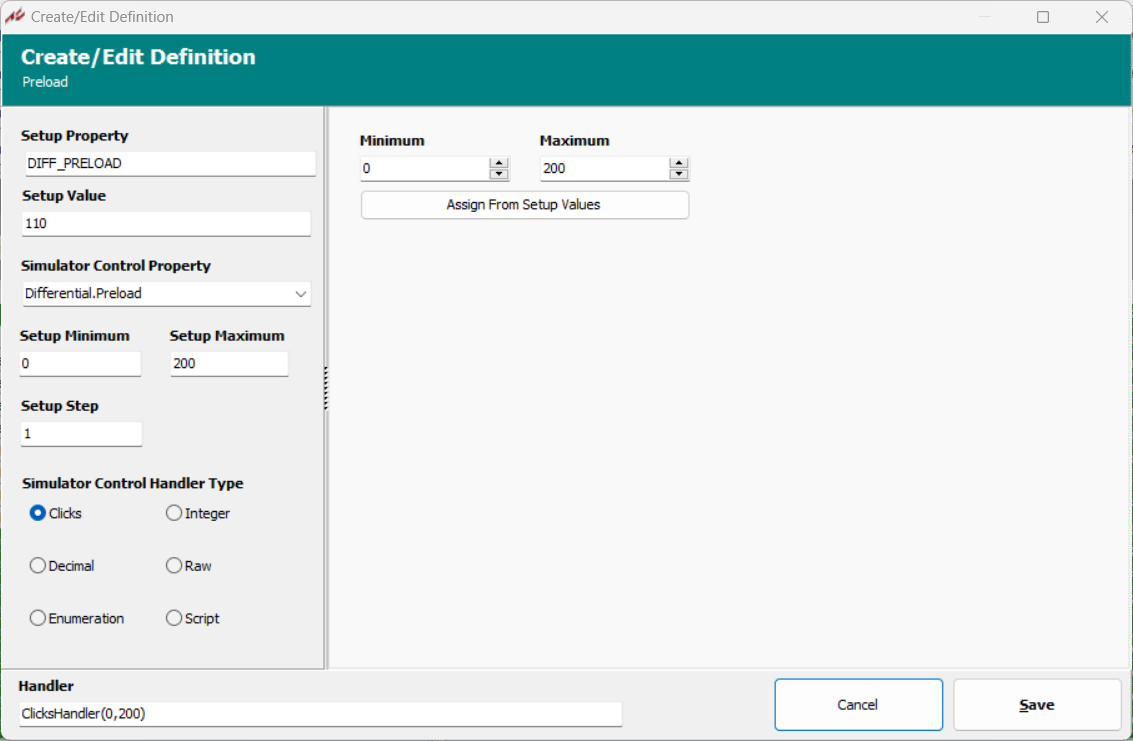 Create/Edit Definition
Create/Edit Definition
Preload
Setup Property
DIFF_PRELOAD
Setup Value
110
Simulator Control Property
Differential.Preload
Setup Minimum Setup Maximum
0 200
Setup Step
1
Simulator Control Handler Type
Clicks Integer
Decimal Raw
Enumeration Script
Minimum Maximum
0 200
Assign From Setup Values
Handler
ClicksHandler(0,200)
Cancel Save